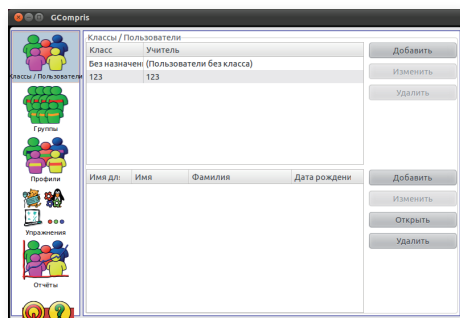 GCompris
Классы / Пользователи
Класс Учитель
Без назначен (Пользователи без класса)
123 123
Добавить
Изменить
Удалить
Классы / Пользователи
Группы
Профили
Упражнения
Отчёты
Имя дл: Имя Фамилия Дата рождени
Добавить
Изменить
Открыть
Удалить